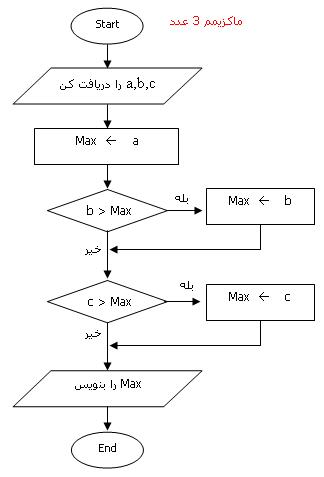 Start
ماکزیمم 3 عدد
a,b,c را دریافت کن
Max ← a
b > Max
بله
Max ← b
خیر
c > Max
بله
Max ← c
خیر
Max را بنویس
End